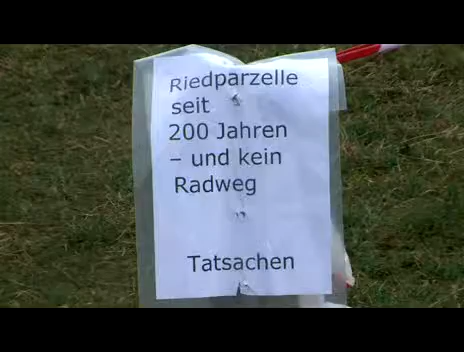 Riedparzelle
seit
200 Jahren
– und kein
Radweg
Tatsachen